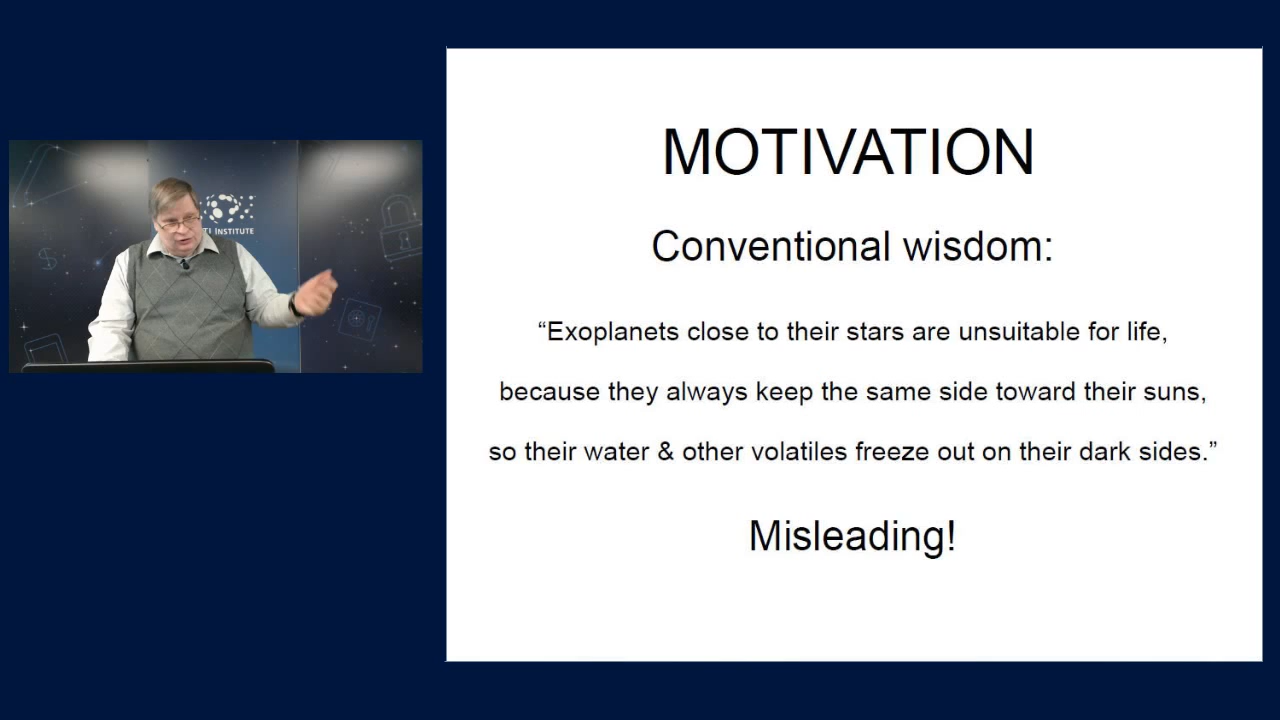 INSTITUTE
MOTIVATION
Conventional wisdom:
“Exoplanets close to their stars are unsuitable for life,
because they always keep the same side toward their suns,
so their water & other volatiles freeze out on their dark sides.”
Misleading!